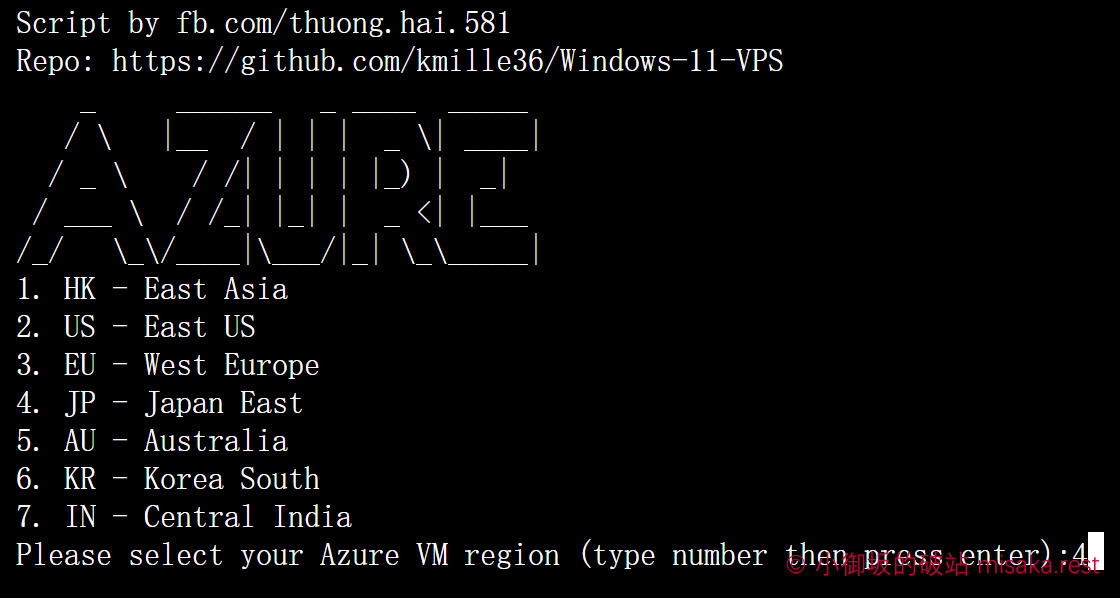 Script by fb.com/thuong.hai.581
Repo: https://github.com/kmille36/Windows-11-VPS
AZURE
1. HK - East Asia
2. US - East US
3. EU - West Europe
4. JP - Japan East
5. AU - Australia
6. KR - Korea South
7. IN - Central India
Please select your Azure VM region (type number then press enter):4
© 小御坂的破站 misaka.rest